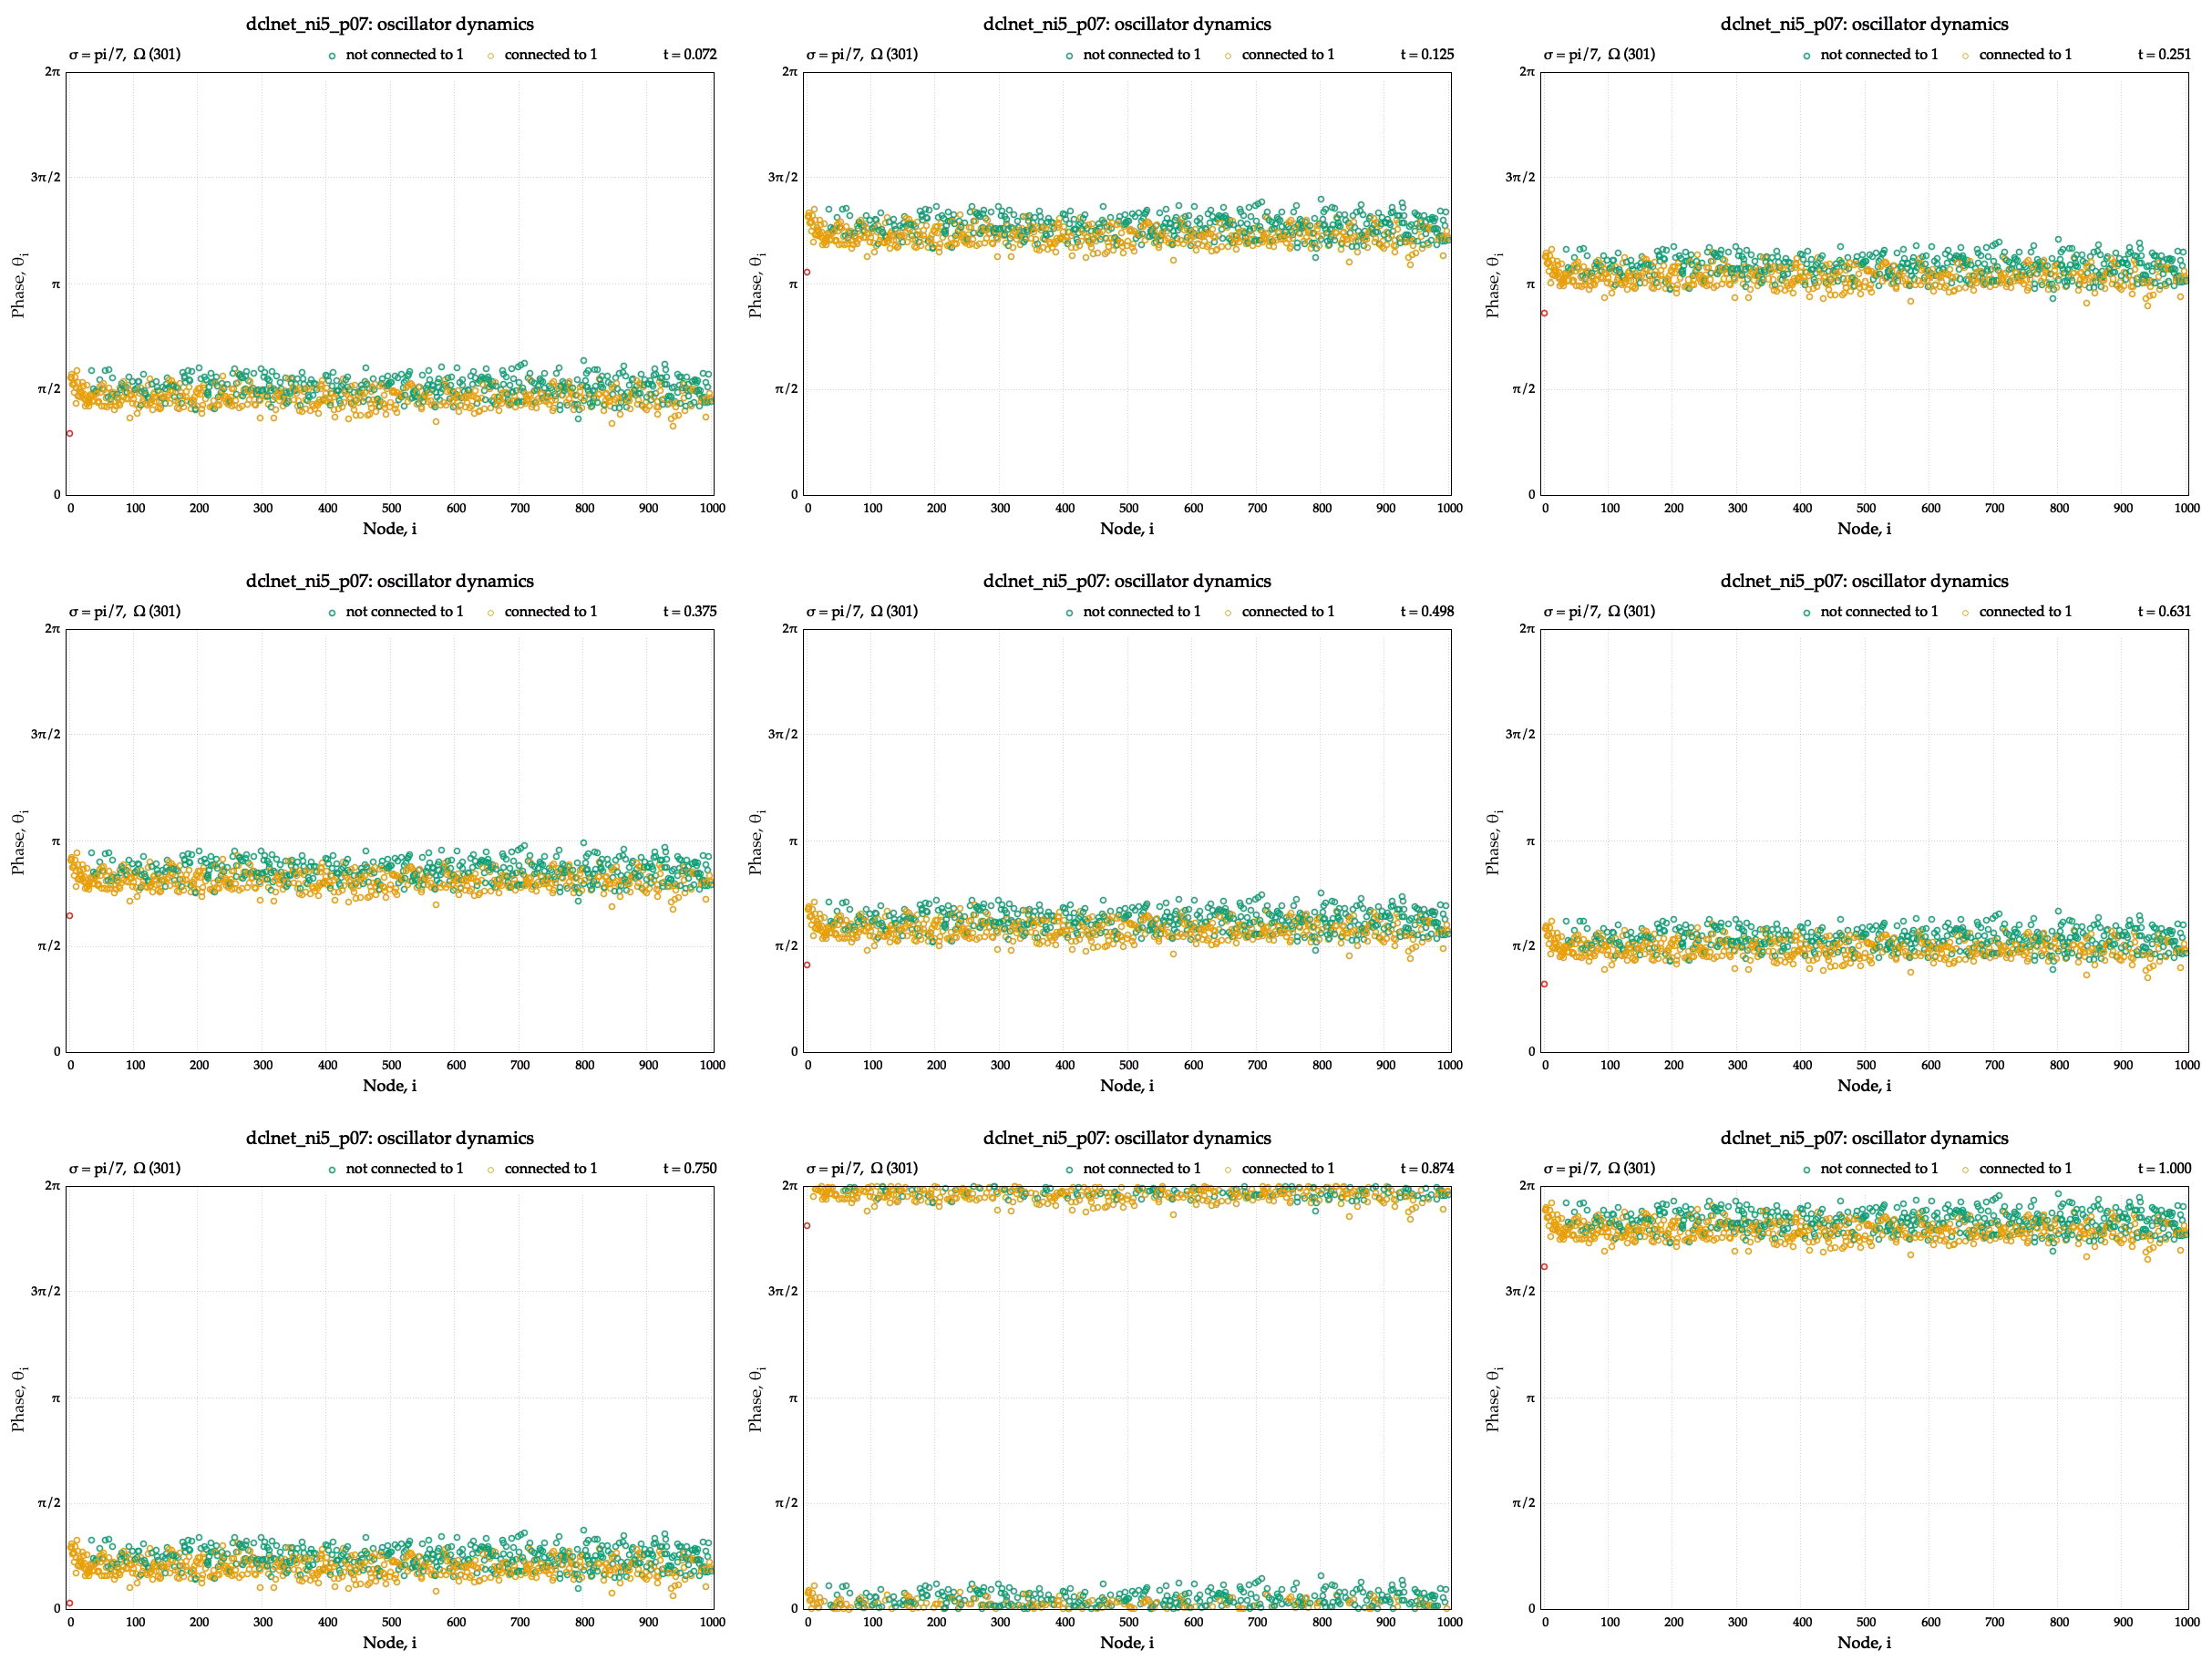 dclnet_ni5_p07: oscillator dynamics
σ = pi/7, Ω (301) not connected to 1 connected to 1 t = 0.072
2π
3π/2
π
π/2
0
Phase, θi
0 100 200 300 400 500 600 700 800 900 1000
Node, i
dclnet_ni5_p07: oscillator dynamics
σ = pi/7, Ω (301) not connected to 1 connected to 1 t = 0.125
2π
3π/2
π
π/2
0
Phase, θi
0 100 200 300 400 500 600 700 800 900 1000
Node, i
dclnet_ni5_p07: oscillator dynamics
σ = pi/7, Ω (301) not connected to 1 connected to 1 t = 0.251
2π
3π/2
π
π/2
0
Phase, θi
0 100 200 300 400 500 600 700 800 900 1000
Node, i
dclnet_ni5_p07: oscillator dynamics
σ = pi/7, Ω (301) not connected to 1 connected to 1 t = 0.375
2π
3π/2
π
π/2
0
Phase, θi
0 100 200 300 400 500 600 700 800 900 1000
Node, i
dclnet_ni5_p07: oscillator dynamics
σ = pi/7, Ω (301) not connected to 1 connected to 1 t = 0.498
2π
3π/2
π
π/2
0
Phase, θi
0 100 200 300 400 500 600 700 800 900 1000
Node, i
dclnet_ni5_p07: oscillator dynamics
σ = pi/7, Ω (301) not connected to 1 connected to 1 t = 0.631
2π
3π/2
π
π/2
0
Phase, θi
0 100 200 300 400 500 600 700 800 900 1000
Node, i
dclnet_ni5_p07: oscillator dynamics
σ = pi/7, Ω (301) not connected to 1 connected to 1 t = 0.750
2π
3π/2
π
π/2
0
Phase, θi
0 100 200 300 400 500 600 700 800 900 1000
Node, i
dclnet_ni5_p07: oscillator dynamics
σ = pi/7, Ω (301) not connected to 1 connected to 1 t = 0.874
2π
3π/2
π
π/2
0
Phase, θi
0 100 200 300 400 500 600 700 800 900 1000
Node, i
dclnet_ni5_p07: oscillator dynamics
σ = pi/7, Ω (301) not connected to 1 connected to 1 t = 1.000
2π
3π/2
π
π/2
0
Phase, θi
0 100 200 300 400 500 600 700 800 900 1000
Node, i